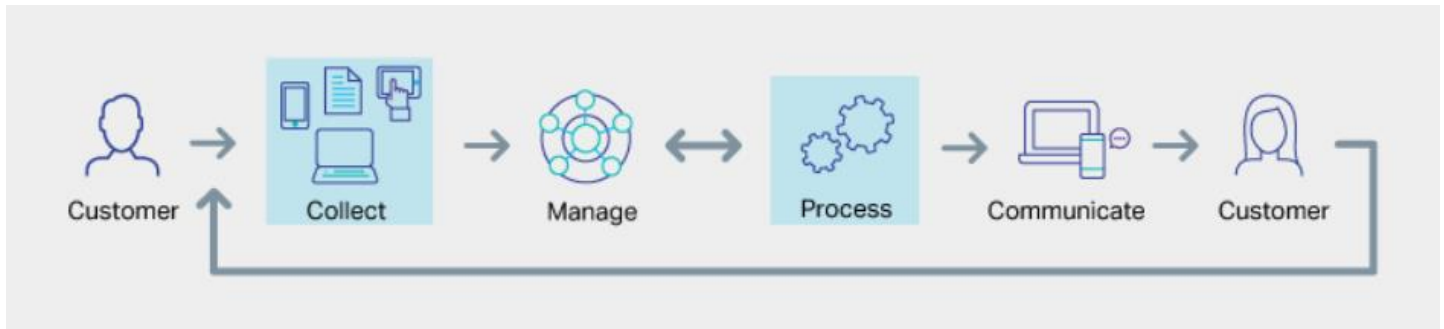 Customer
Collect
Manage
Process
Communicate
Customer